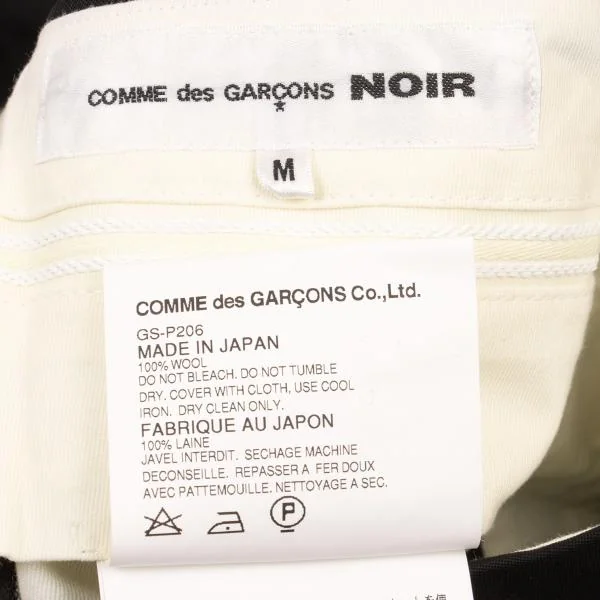 COMME des GARÇONS NOIR
M
COMME des GARÇONS Co.,Ltd.
GS-P206
MADE IN JAPAN
100% WOOL
DO NOT BLEACH. DO NOT TUMBLE
DRY. COVER WITH CLOTH, USE COOL
IRON. DRY CLEAN ONLY.
FABRIQUE AU JAPON
100% LAINE
JAVEL INTERDIT. SECHAGE MACHINE
DECONSEILLE. REPASSER A FER DOUX
AVEC PATTEMOUILLE. NETTOYAGE A SEC.
P